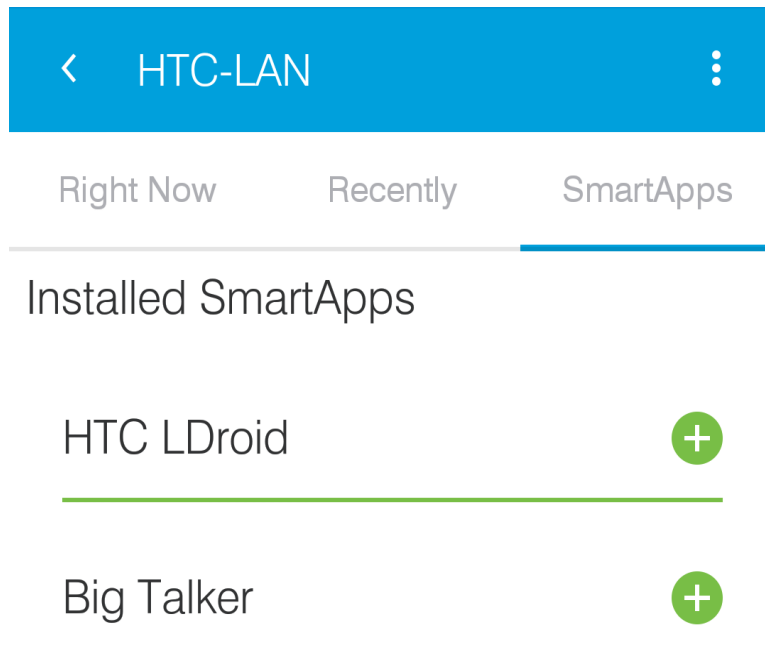 HTC-LAN
Right Now Recently SmartApps
Installed SmartApps
HTC LDroid
Big Talker